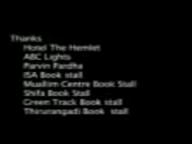 Thanks
Hotel The Hemlet
ABC Lights
Parvin Pardha
ISA Book stall
Muallim Centre Book Stall
Shifa Book Stall
Green Track Book stall
Thirurangadi Book stall